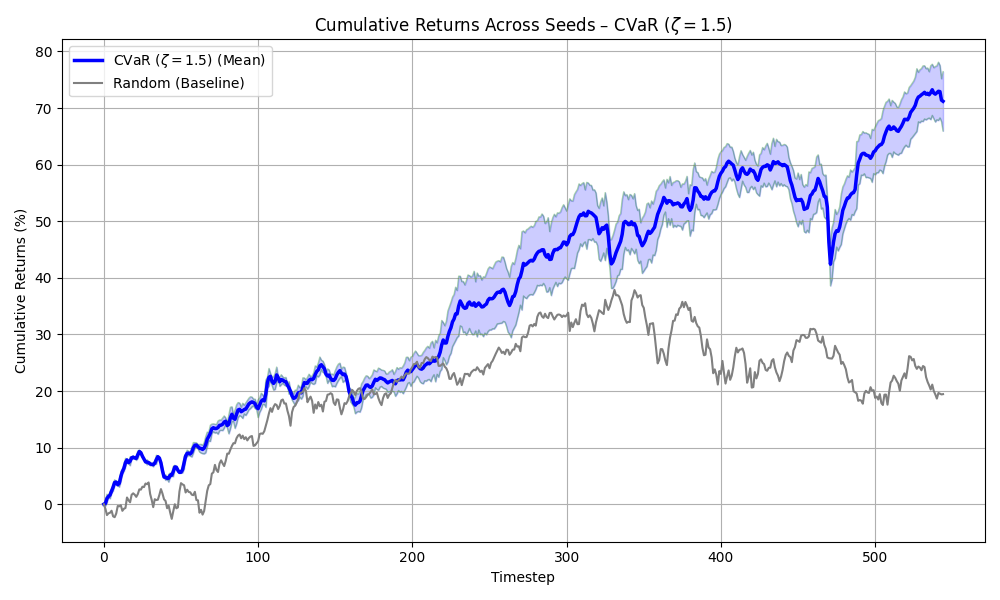 Cumulative Returns Across Seeds – CVaR (ζ = 1.5)
CVaR (ζ = 1.5) (Mean)
Random (Baseline)
Cumulative Returns (%)
80
70
60
50
40
30
20
10
0
0 100 200 300 400 500
Timestep